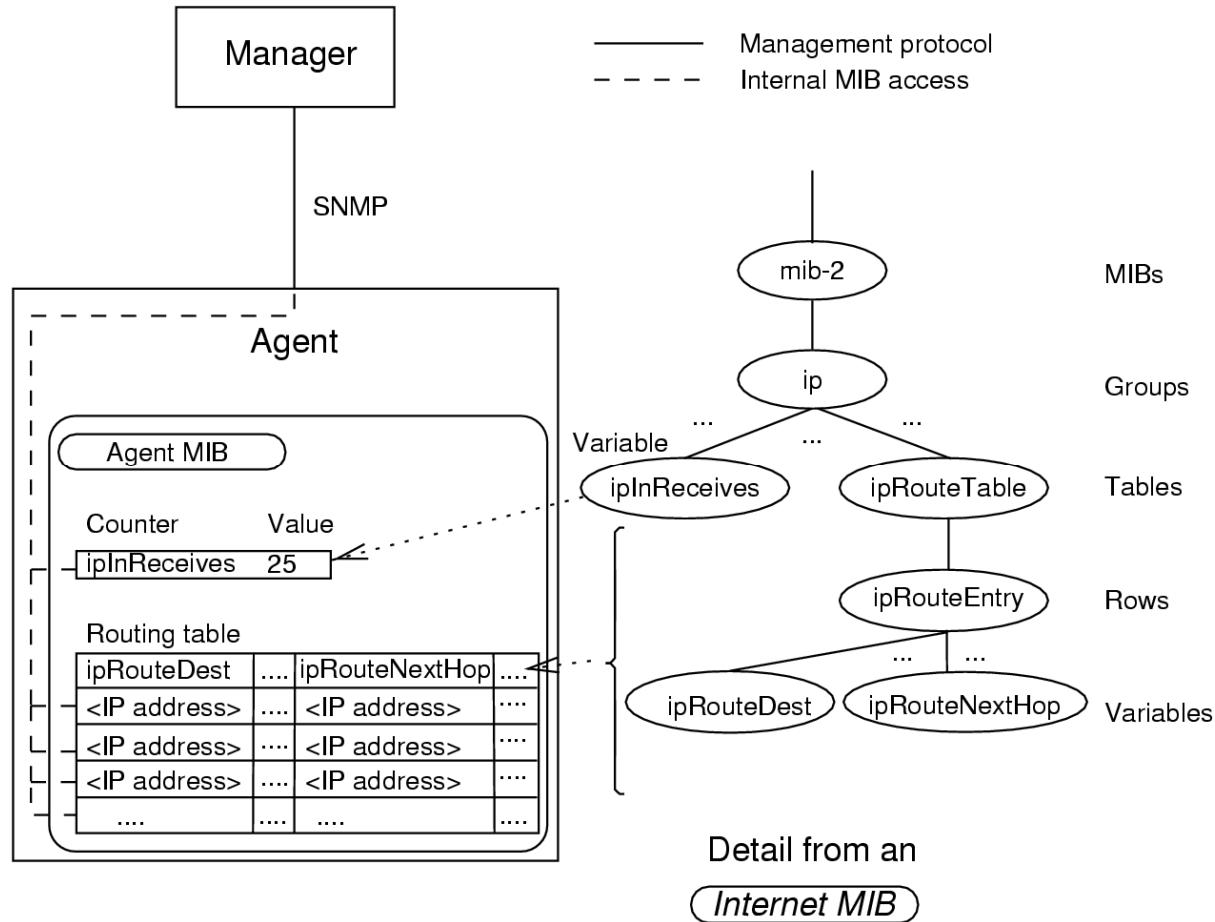 Manager
Management protocol
Internal MIB access
SNMP
mib-2
MIBs
Agent
ip
Groups
... ... ...
Variable
Agent MIB
ipInReceives
ipRouteTable
Tables
Counter Value
ipInReceives 25
ipRouteEntry
Rows
Routing table
ipRouteDest .... ipRouteNextHop ....
<IP address> .... <IP address> ....
<IP address> .... <IP address> ....
<IP address> .... <IP address> ....
.... .... .... ....
... ...
ipRouteDest
ipRouteNextHop
Variables
Detail from an
Internet MIB